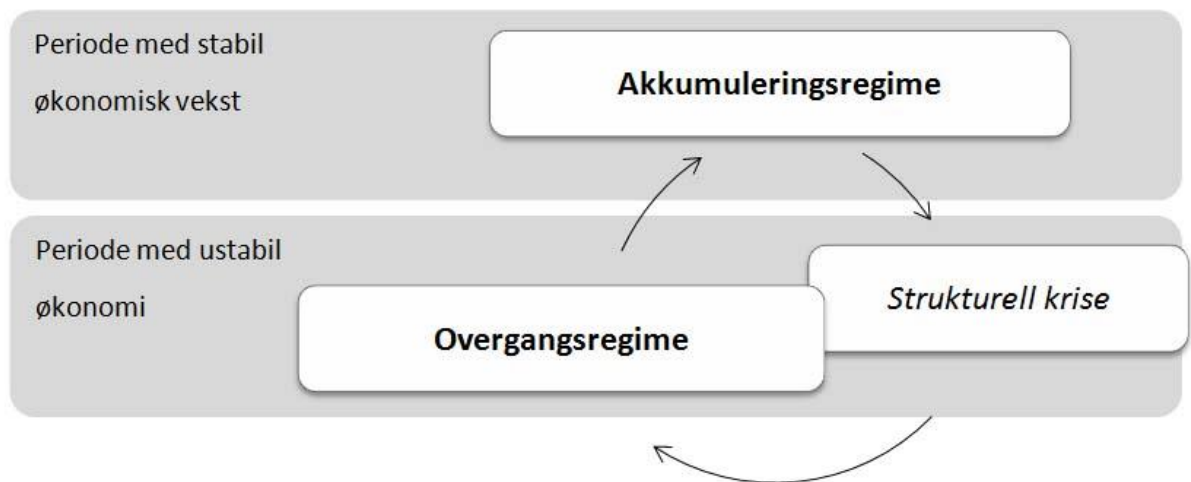 Periode med stabil
økonomisk vekst
Akkumuleringsregime
Periode med ustabil
økonomi
Strukturell krise
Overgangsregime